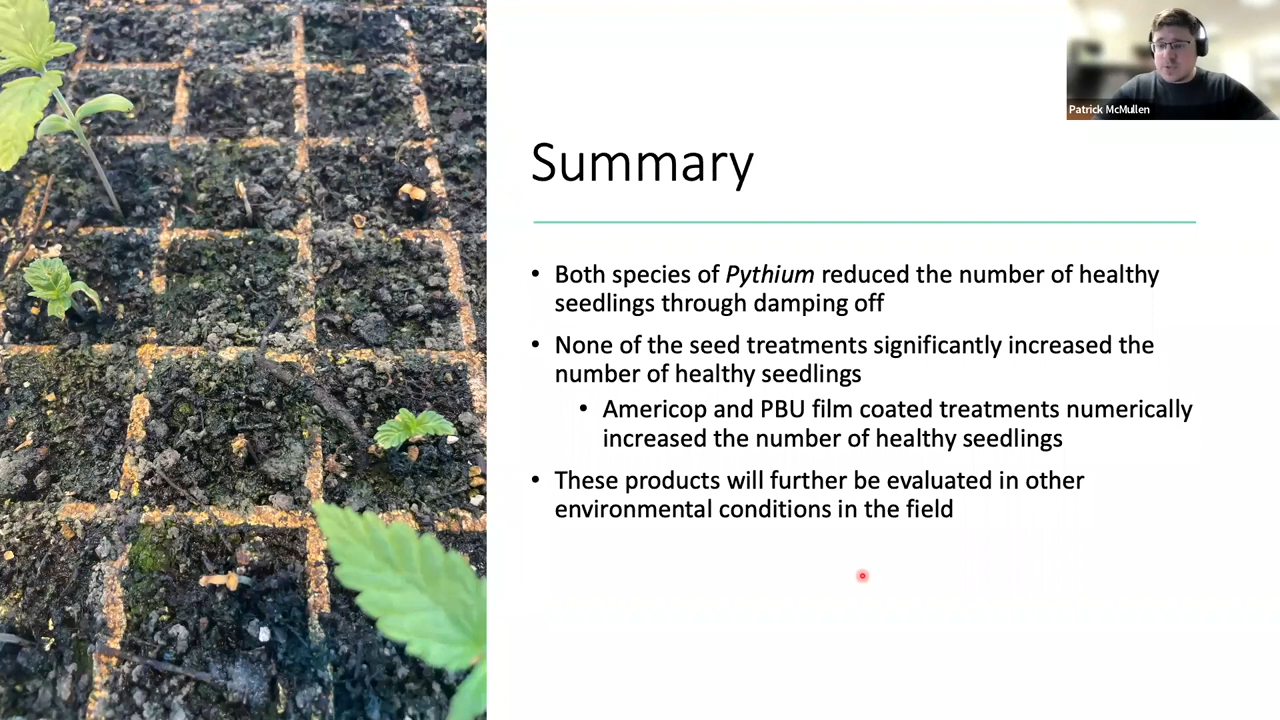 Patrick McMullen
Summary
• Both species of Pythium reduced the number of healthy
seedlings through damping off
• None of the seed treatments significantly increased the
number of healthy seedlings
• Americop and PBU film coated treatments numerically
increased the number of healthy seedlings
• These products will further be evaluated in other
environmental conditions in the field